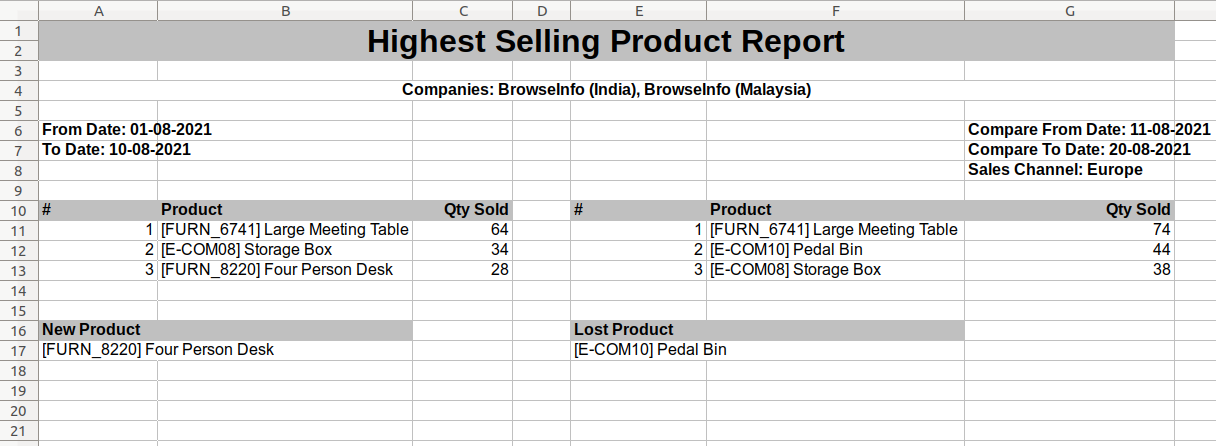 A B C D E F G
1 Highest Selling Product Report
2
3
4 Companies: BrowseInfo (India), BrowseInfo (Malaysia)
5
6 From Date: 01-08-2021 Compare From Date: 11-08-2021
7 To Date: 10-08-2021 Compare To Date: 20-08-2021
8 Sales Channel: Europe
9
10 # Product Qty Sold # Product Qty Sold
11 1 [FURN_6741] Large Meeting Table 64 1 [FURN_6741] Large Meeting Table 74
12 2 [E-COM08] Storage Box 34 2 [E-COM10] Pedal Bin 44
13 3 [FURN_8220] Four Person Desk 28 3 [E-COM08] Storage Box 38
14
15
16 New Product Lost Product
17 [FURN_8220] Four Person Desk [E-COM10] Pedal Bin
18
19
20
21